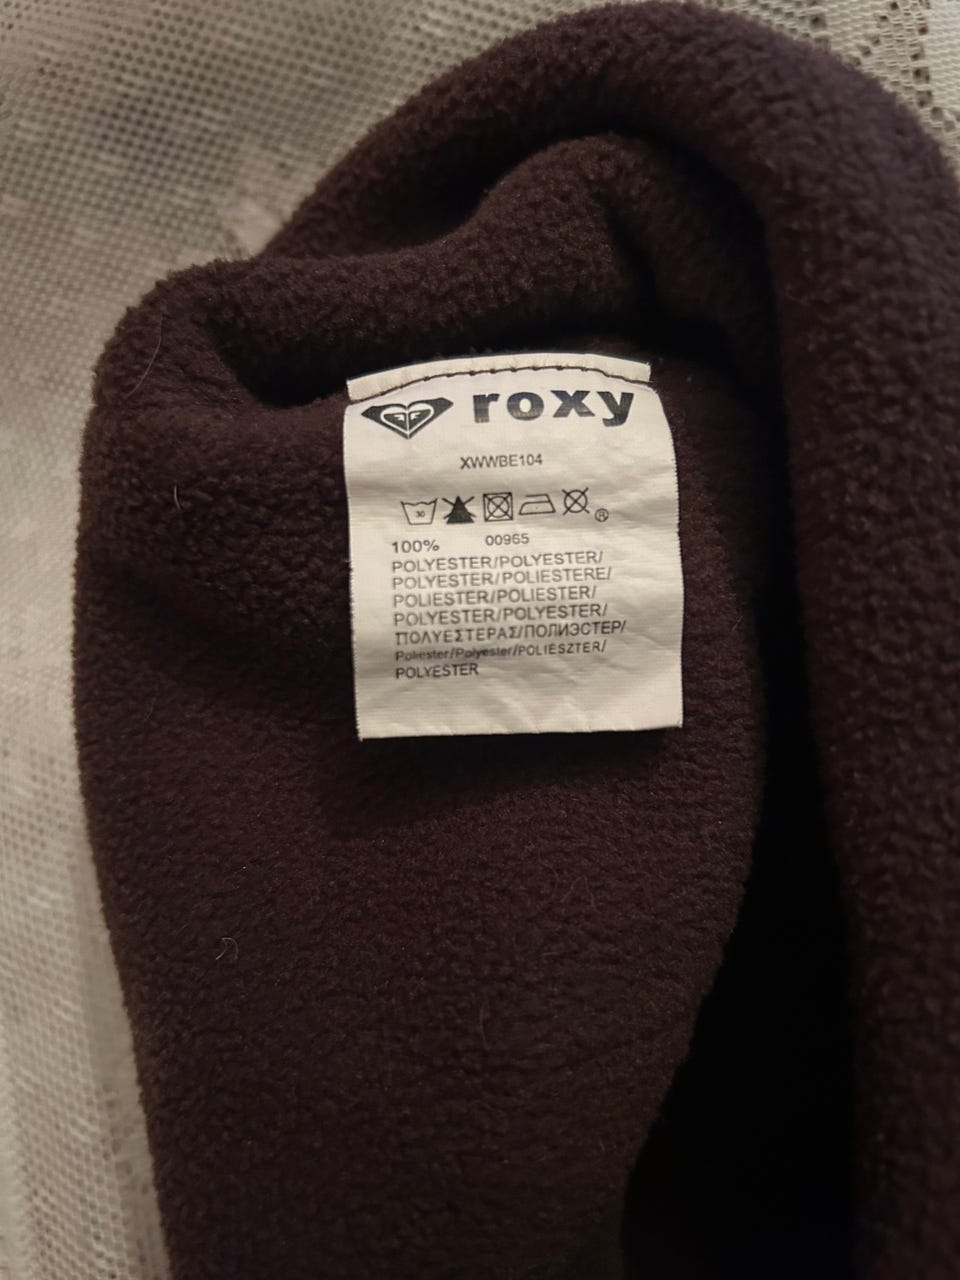 roxy
XWWBE104
30
®
100% 00965
POLYESTER/POLYESTER/
POLYESTER/POLIESTERE/
POLIESTER/POLIESTER/
POLYESTER/POLYESTER/
ΠΟΛΥΕΣΤΕΡΑΣ/ПОЛИЭСТЕР/
Poliester/Polyester/POLIESZTER/
POLYESTER